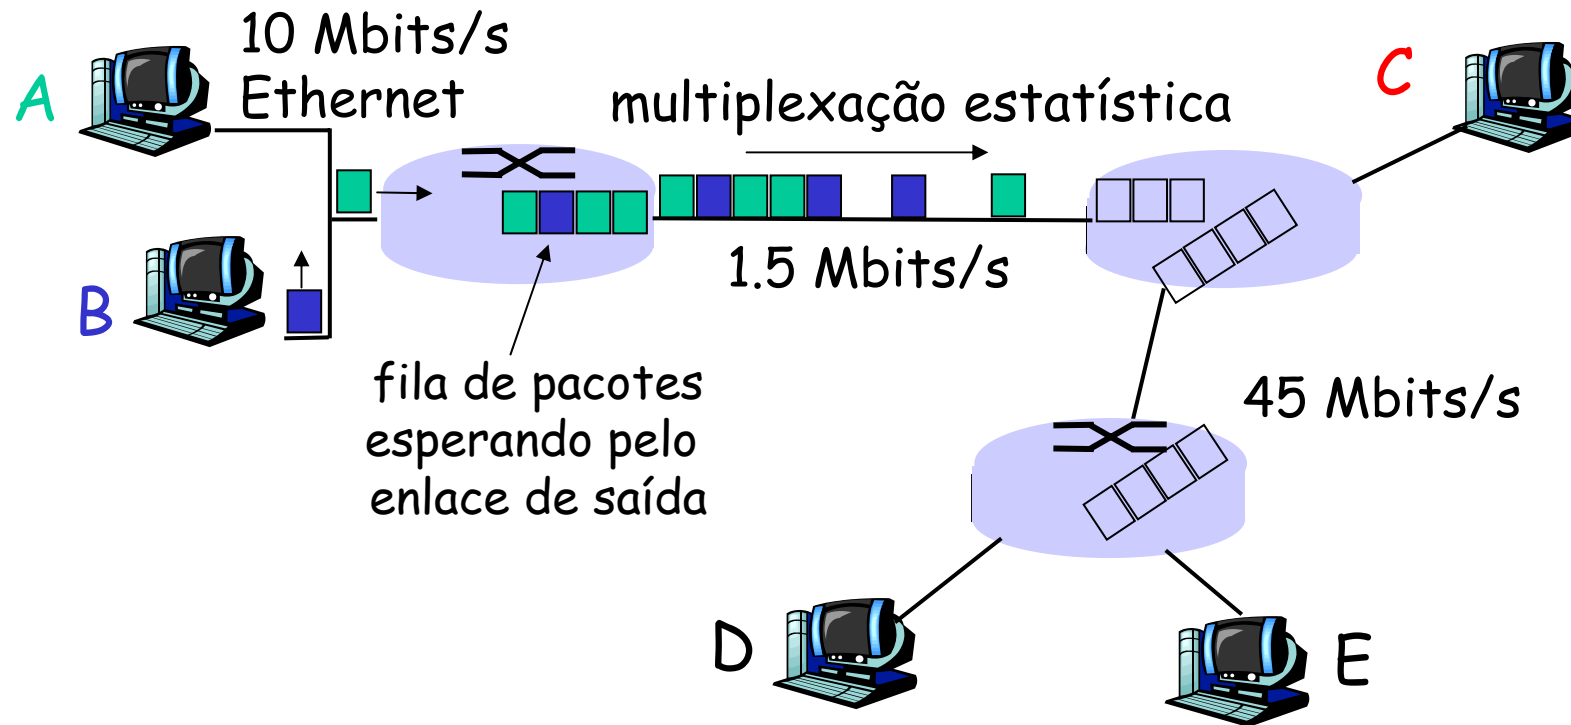 10 Mbits/s
Ethernet
A
multiplexação estatística
C
B
1.5 Mbits/s
fila de pacotes
esperando pelo
enlace de saída
45 Mbits/s
D
E